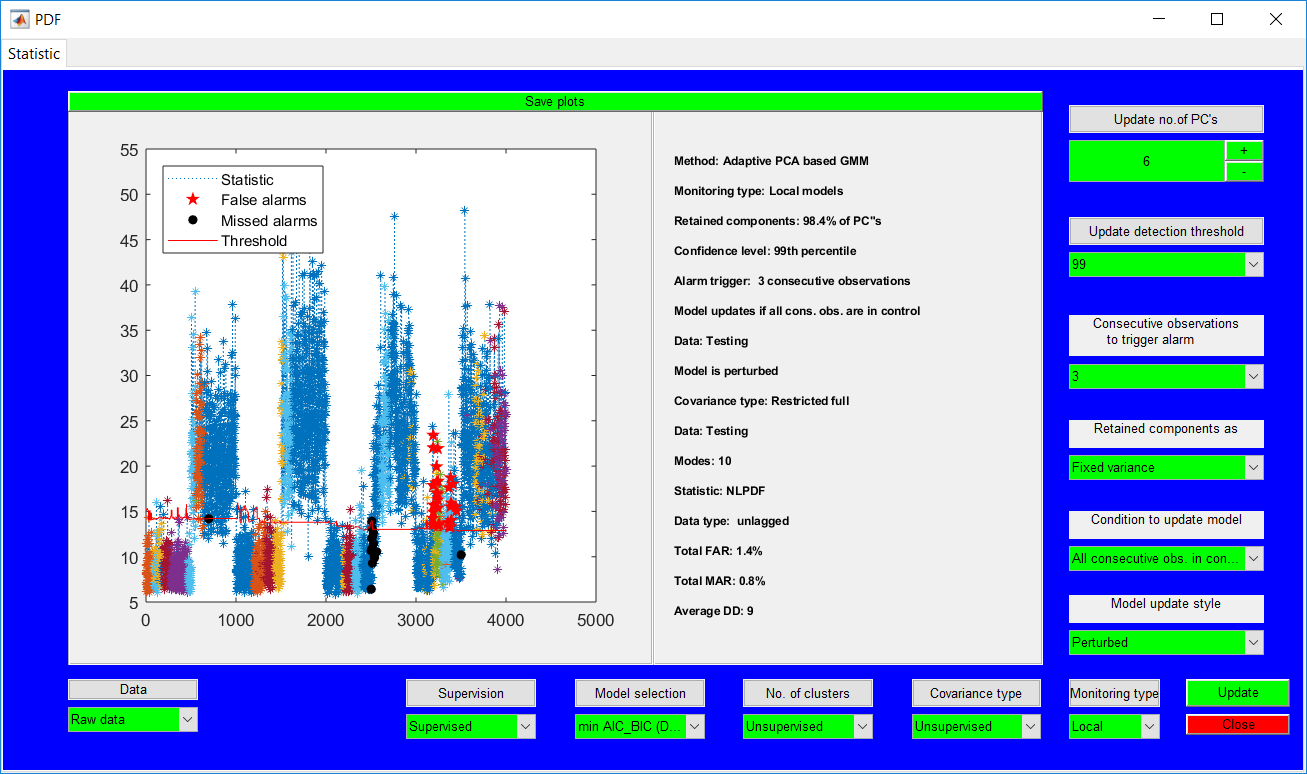 PDF
Statistic
Save plots
55
50
45
40
35
30
25
20
15
10
5
0
1000
2000
3000
4000
5000
Statistic
False alarms
Missed alarms
Threshold
Method: Adaptive PCA based GMM
Monitoring type: Local models
Retained components: 98.4% of PC"s
Confidence level: 99th percentile
Alarm trigger:  3 consecutive observations
Model updates if all cons. obs. are in control
Data: Testing
Model is perturbed
Covariance type: Restricted full
Data: Testing
Modes: 10
Statistic: NLPDF
Data type:  unlagged
Total FAR: 1.4%
Total MAR: 0.8%
Average DD: 9
Update no.of PC's
6
+
-
Update detection threshold
99
Consecutive observations
to trigger alarm
3
Retained components as
Fixed variance
Condition to update model
All consecutive obs. in con...
Model update style
Perturbed
Data
Raw data
Supervision
Supervised
Model selection
min AIC_BIC (D...
No. of clusters
Unsupervised
Covariance type
Unsupervised
Monitoring type
Local
Update
Close